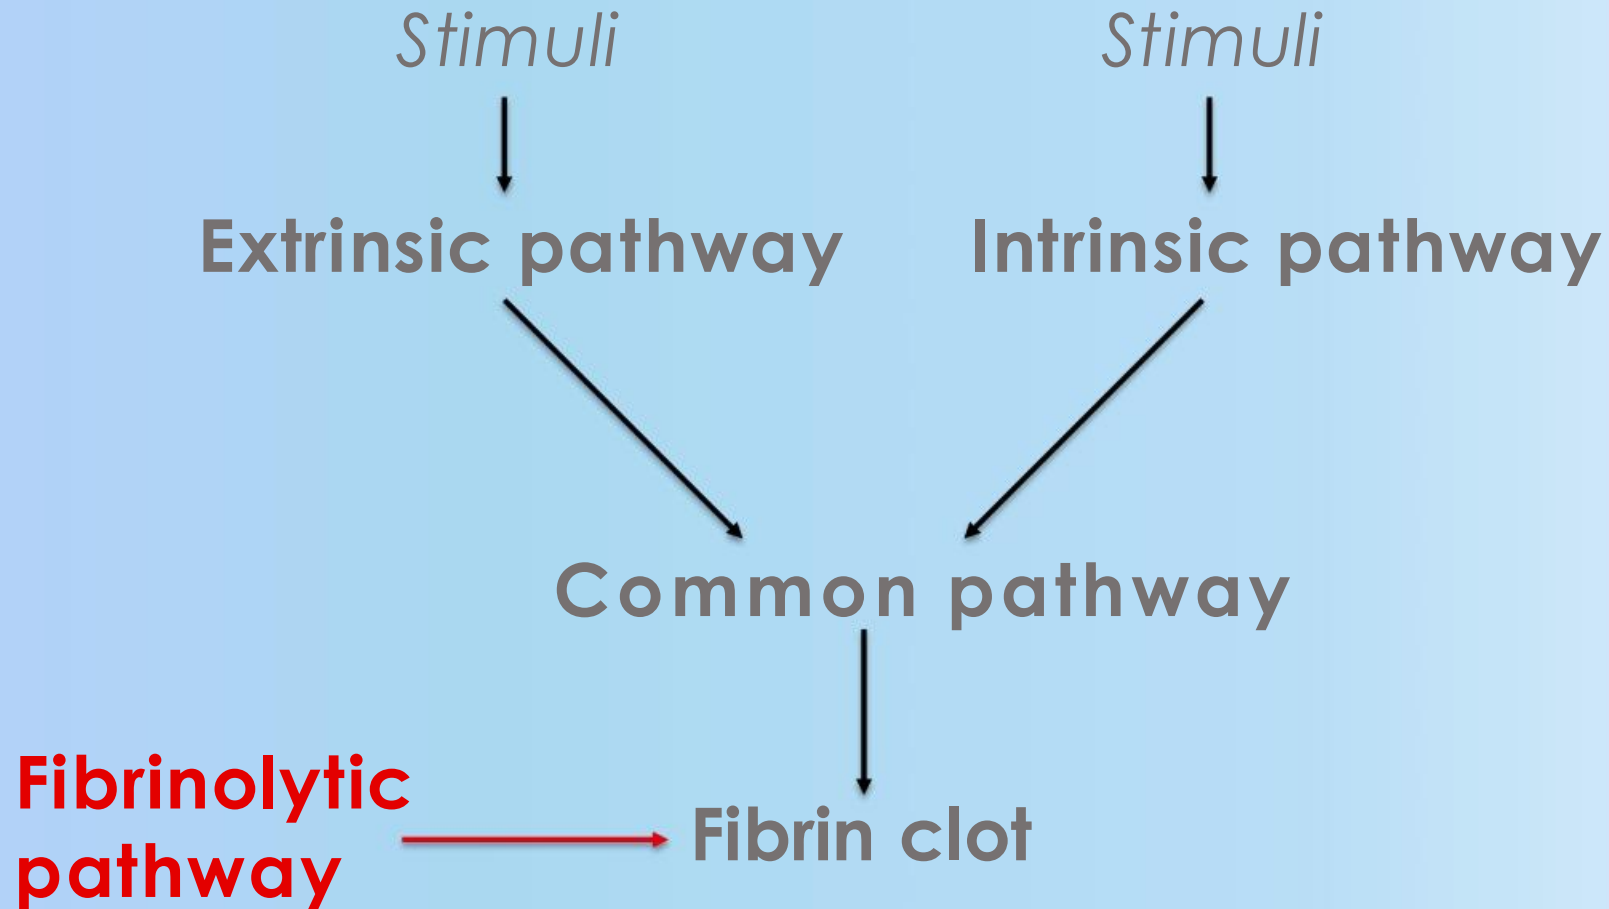 Stimuli
Stimuli
Extrinsic pathway
Intrinsic pathway
Common pathway
Fibrinolytic
pathway
Fibrin clot